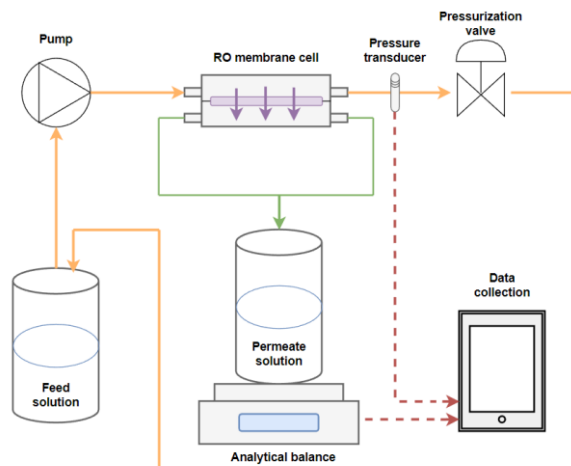 Pressurization
valve
Pump
RO membrane cell
Pressure
transducer
Data
collection
Permeate
solution
Feed
solution
Analytical balance